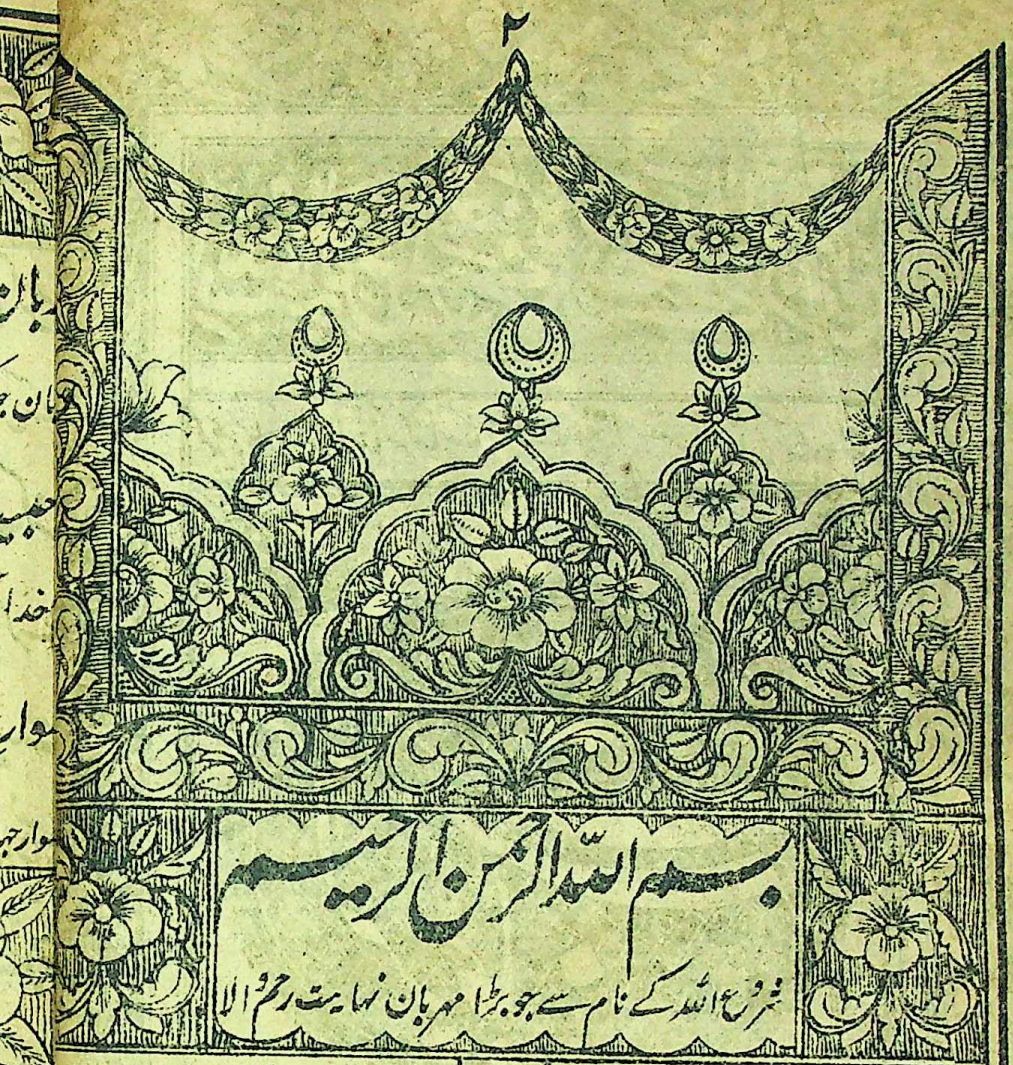 ۲
بسم اللہ الرحمن الرحیم
شروع اللہ کے نام سے جو بڑا مہربان نہایت رحم والا